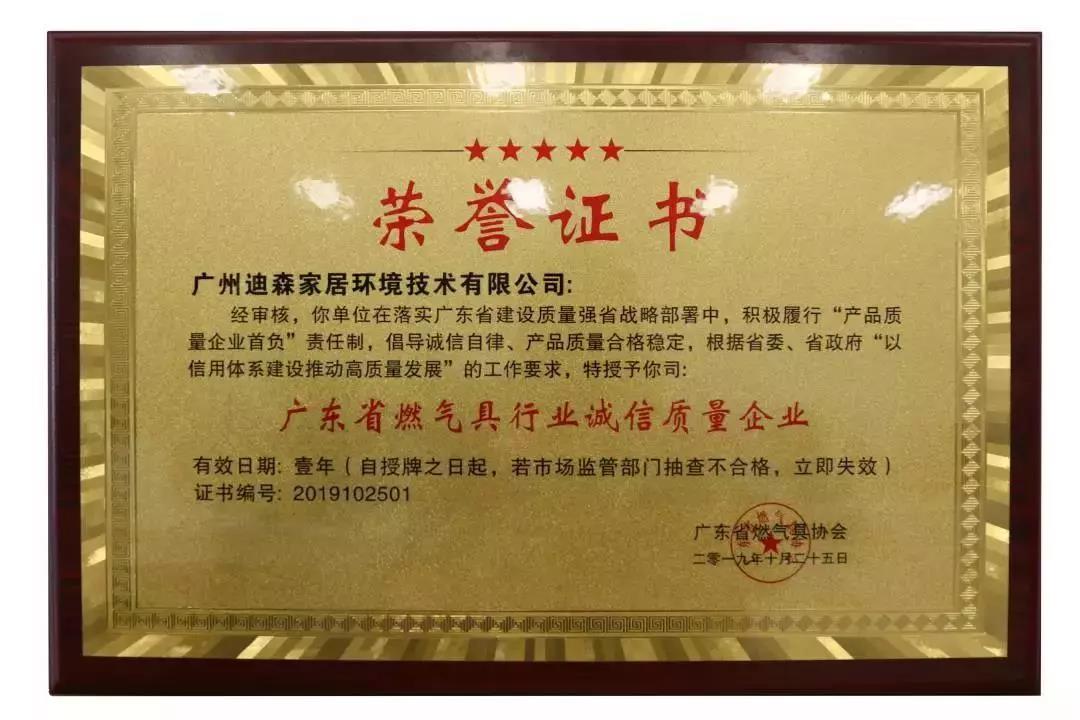 荣誉证书
广州迪森家居环境技术有限公司:
经审核，你单位在落实广东省建设质量强省战略部署中，积极履行“产品质
量企业首负”责任制，倡导诚信自律、产品质量合格稳定，根据省委、省政府“以
信用体系建设推动高质量发展”的工作要求，特授予你司:
广东省燃气具行业诚信质量企业
有效日期: 壹年（自授牌之日起，若市场监管部门抽查不合格，立即失效）
证书编号: 2019102501
广东省燃气具协会
二零一九年十月二十五日